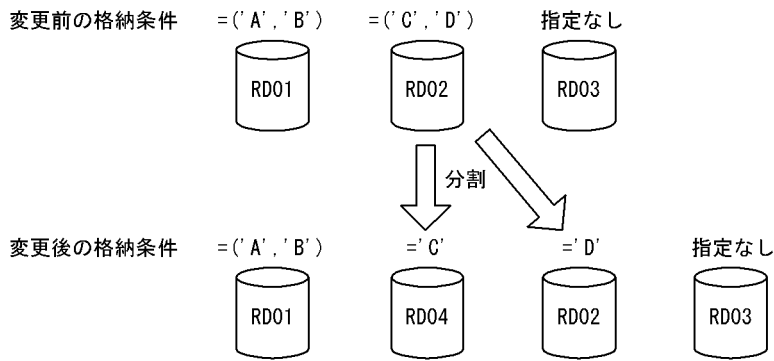 変更前の格納条件 =('A','B') =('C','D') 指定なし
RD01 RD02 RD03
分割
変更後の格納条件 =('A','B') ='C' ='D' 指定なし
RD01 RD04 RD02 RD03